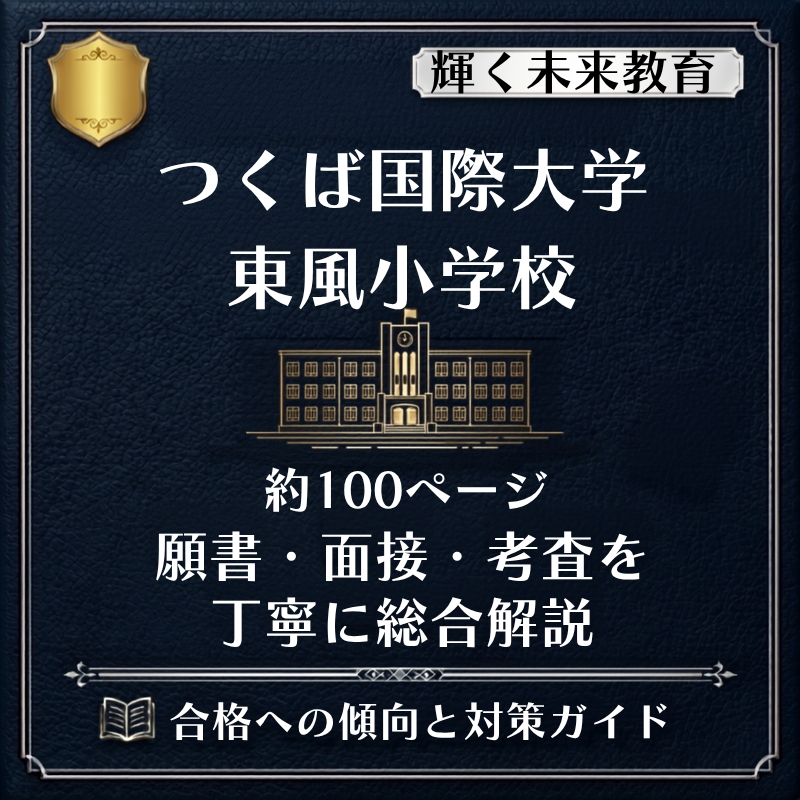 輝く未来教育
つくば国際大学
東風小学校
約100ページ
願書・面接・考査を
丁寧に総合解説
合格への傾向と対策ガイド